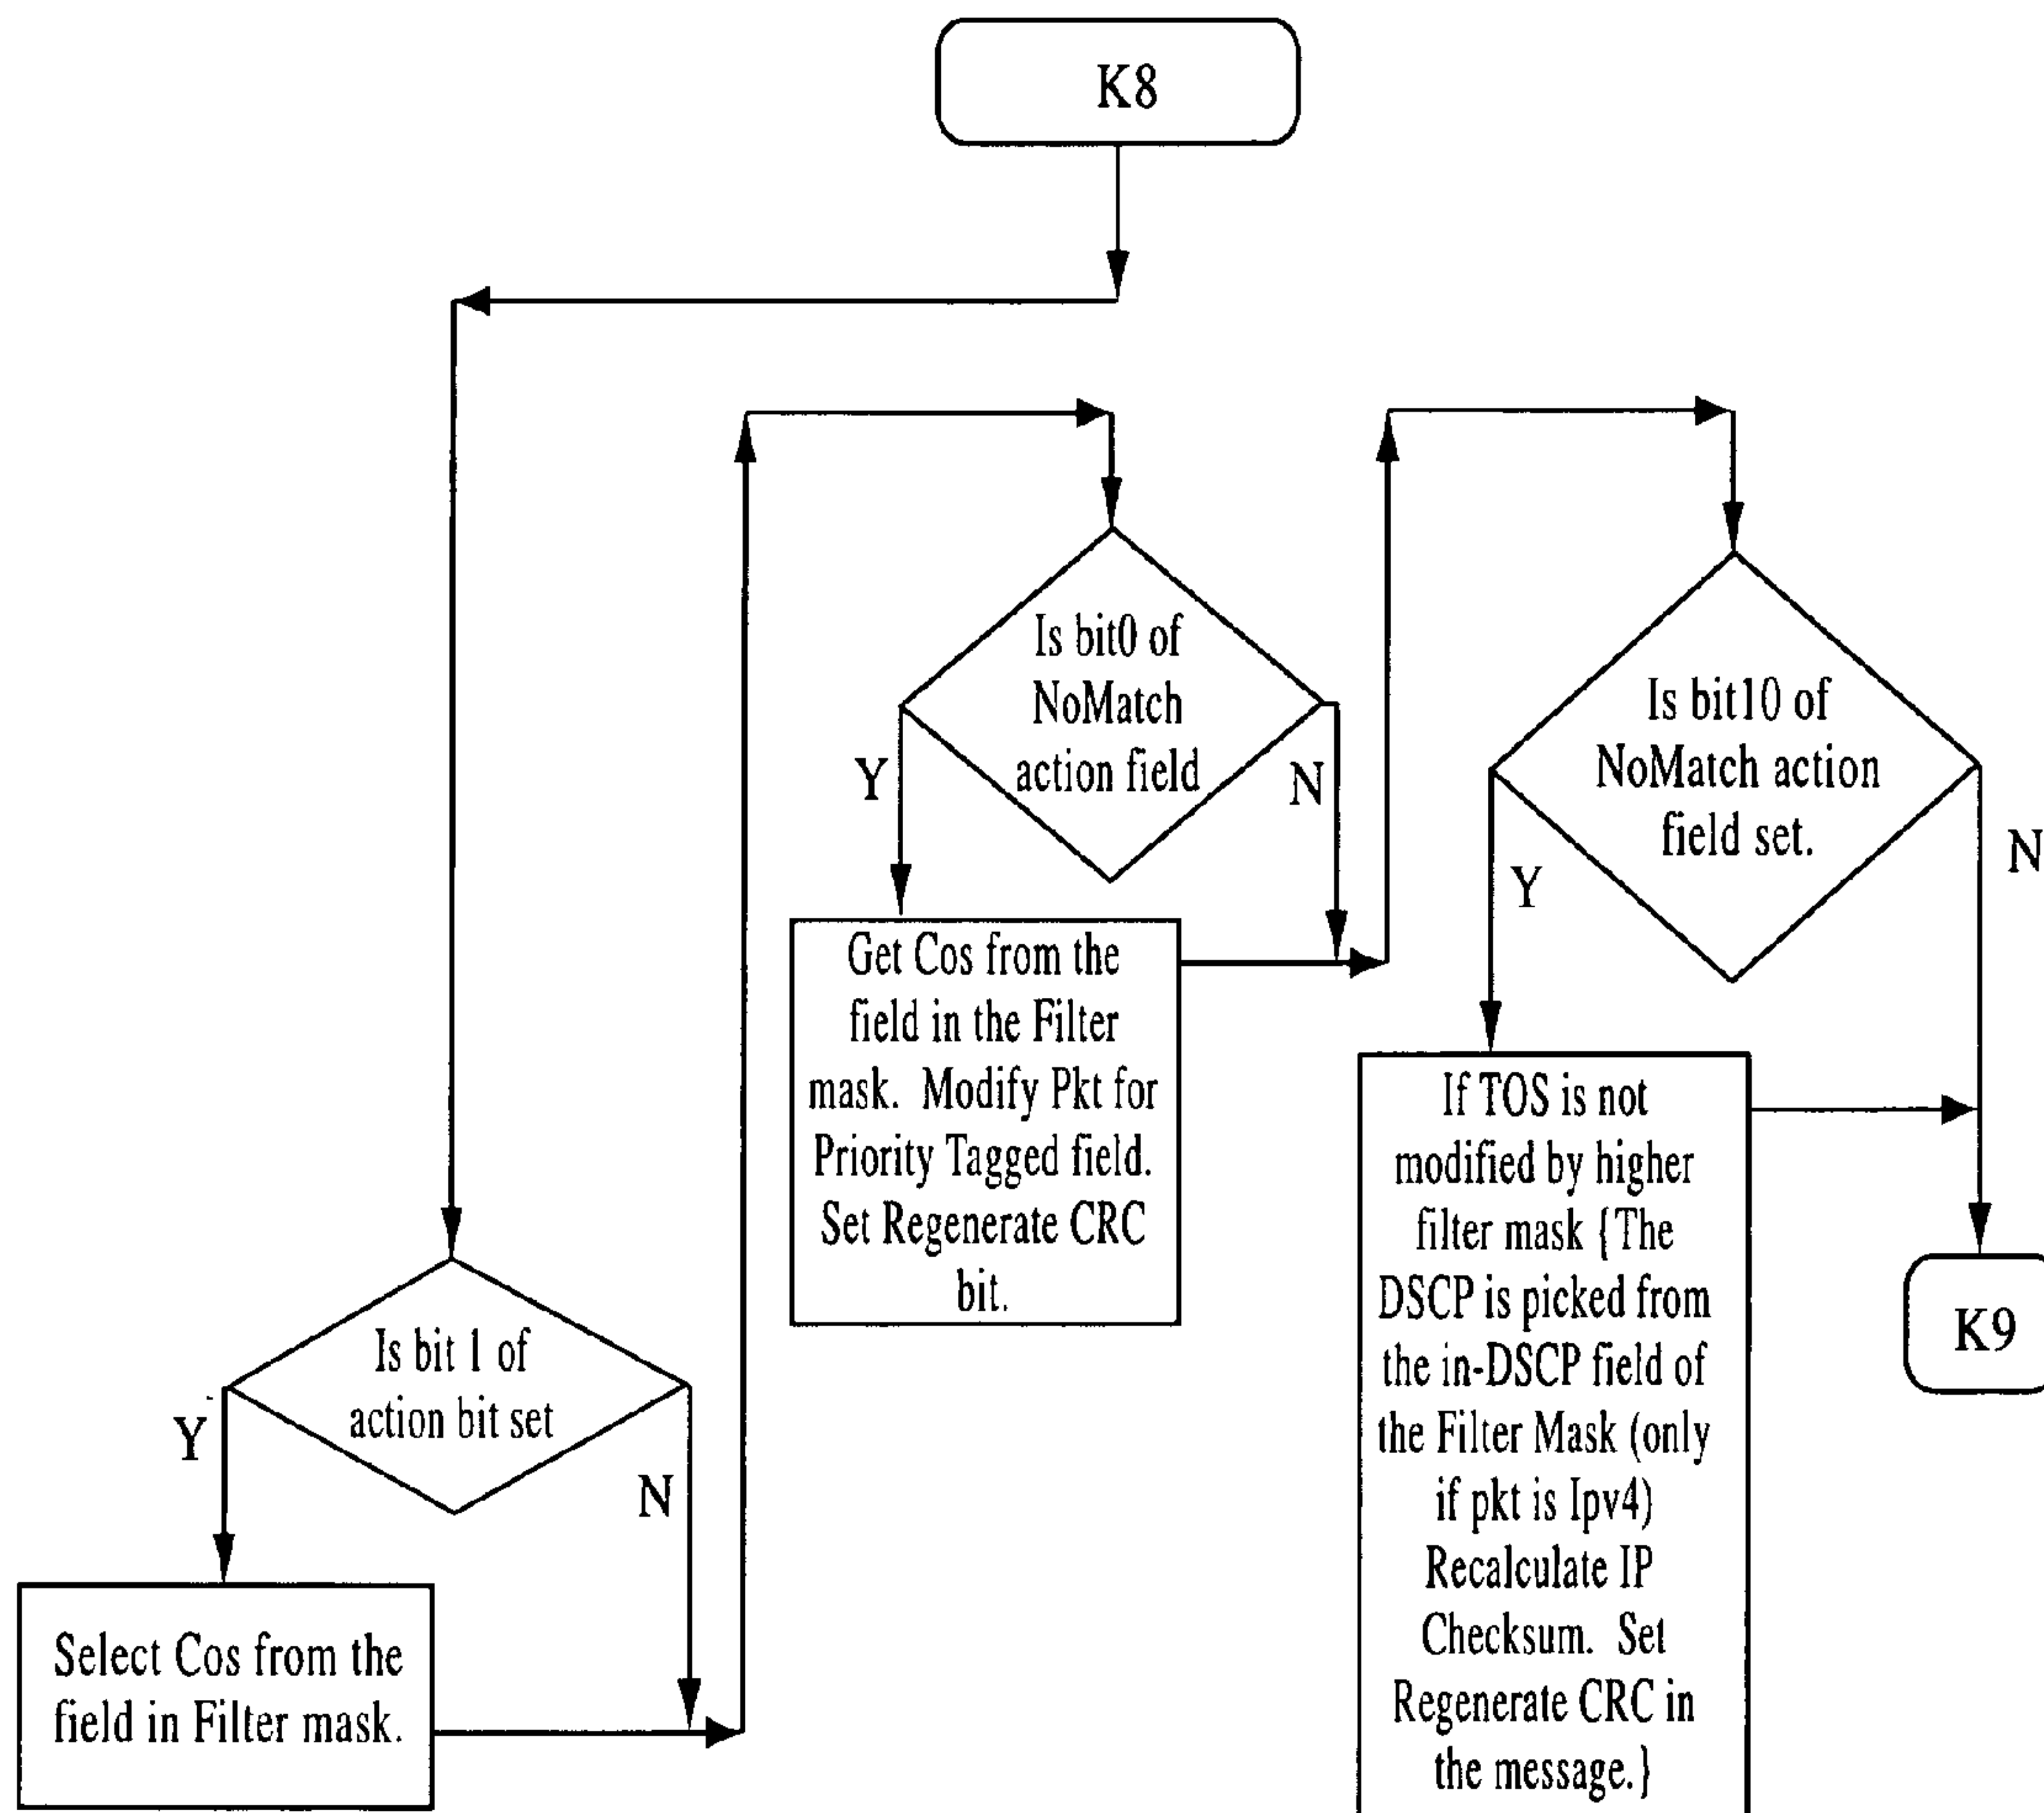 K8
Is bit 1 of
action bit set
Y
N
Select Cos from the
field in Filter mask.
Is bit0 of
NoMatch
action field
Y
N
Get Cos from the
field in the Filter
mask. Modify Pkt for
Priority Tagged field.
Set Regenerate CRC
bit.
Is bit10 of
NoMatch action
field set.
Y
N
If TOS is not
modified by higher
filter mask {The
DSCP is picked from
the in-DSCP field of
the Filter Mask (only
if pkt is Ipv4)
Recalculate IP
Checksum. Set
Regenerate CRC in
the message.}
K9